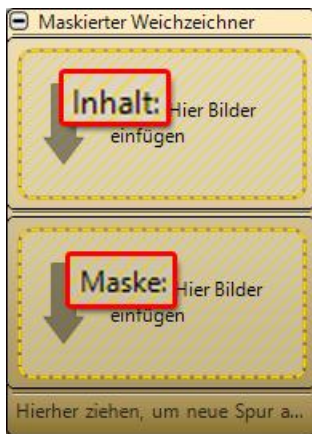 Maskierter Weichzeichner
Inhalt: Hier Bilder
einfügen
Maske: Hier Bilder
einfügen
Hierher ziehen, um neue Spur a...